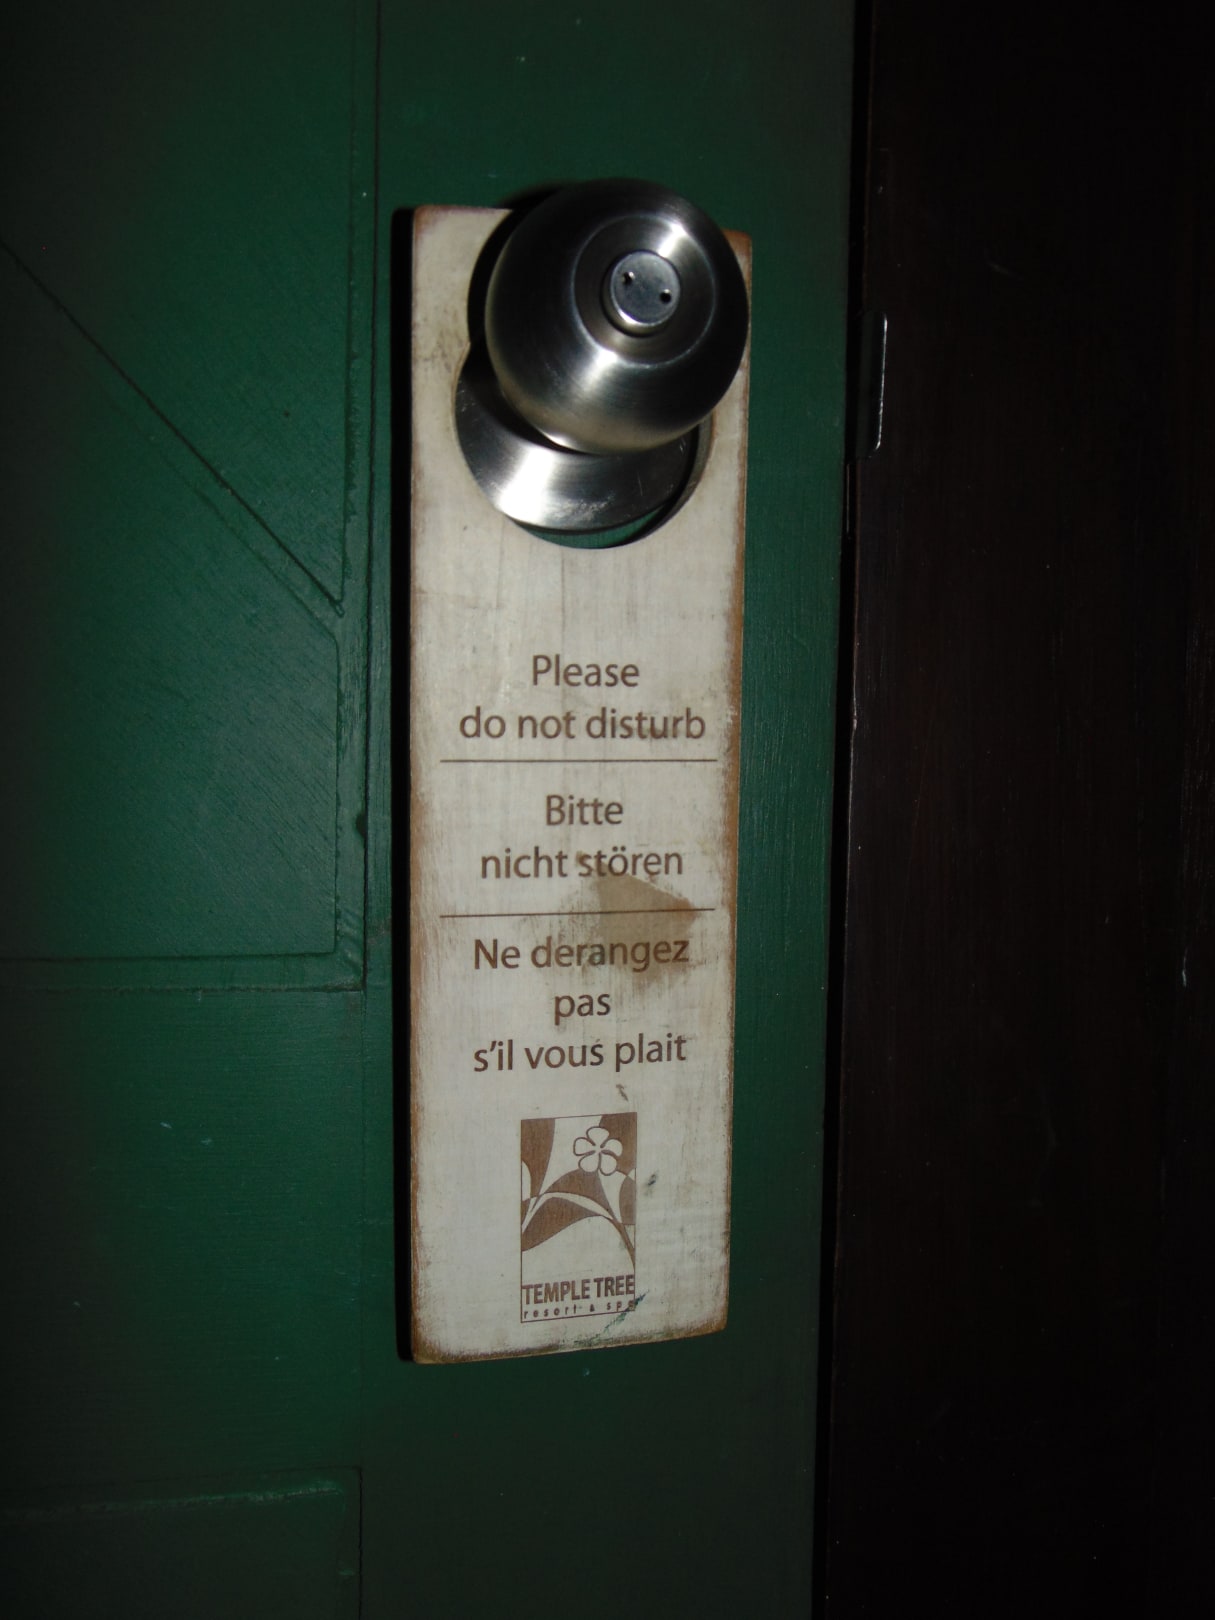 Please
do not disturb
Bitte
nicht stören
Ne derangez
pas
s'il vous plait
TEMPLE TREE
resort & spa